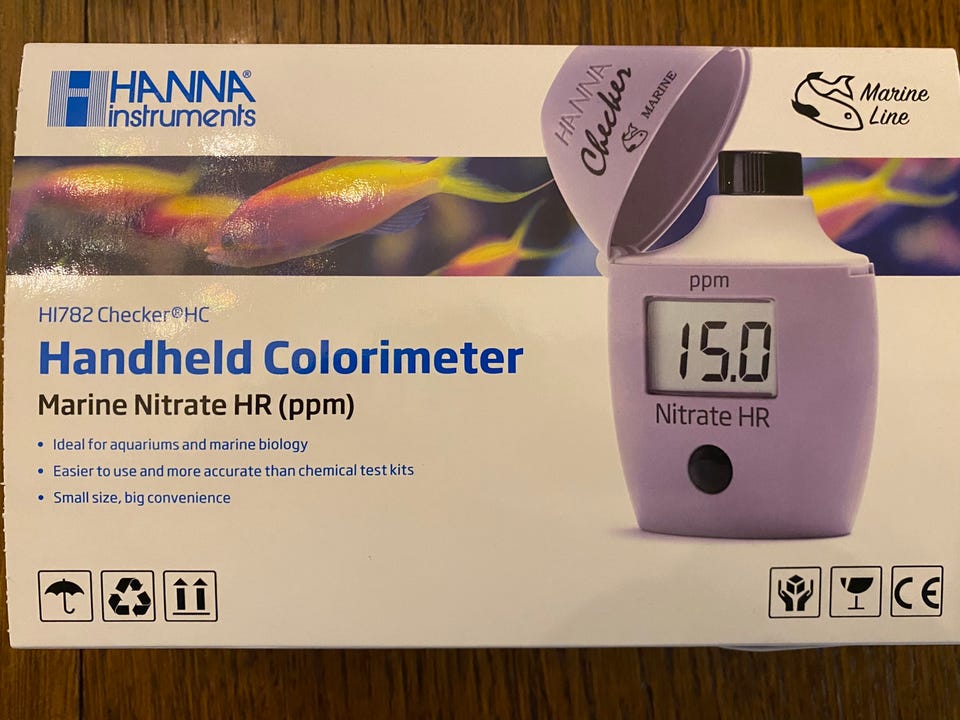 HANNA®
instruments
HANNA
Checker
MARINE
Marine
Line
HI782 Checker®HC
Handheld Colorimeter
Marine Nitrate HR (ppm)
• Ideal for aquariums and marine biology
• Easier to use and more accurate than chemical test kits
• Small size, big convenience
ppm
15.0
Nitrate HR
CE